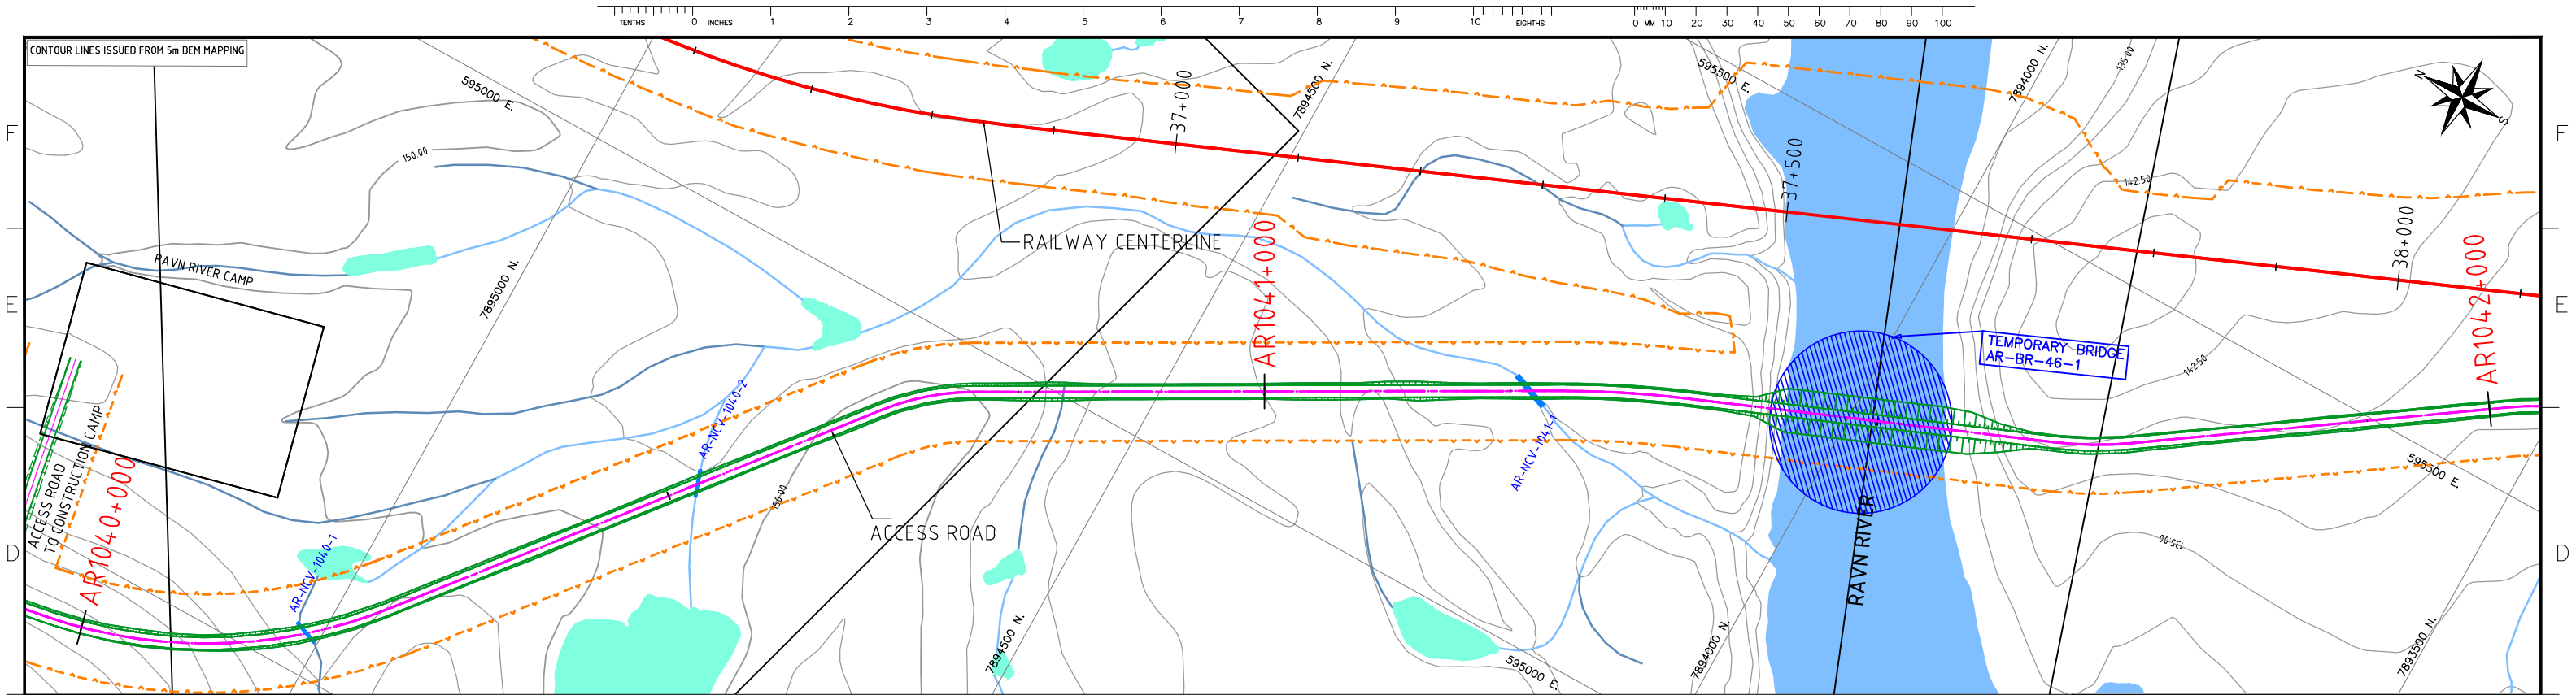 TENTHS 0 INCHES 1 2 3 4 5 6 7 8 9 10 EIGHTHS 0 MM 10 20 30 40 50 60 70 80 90 100
CONTOUR LINES ISSUED FROM 5m DEM MAPPING
595000 E.
37+000
7894500 N.
595500 E.
7894000 N.
135.00
N
S
F
F
150.00
37+500
142.50
RAILWAY CENTERLINE
AR1041+000
38+000
AR1042+000
RAVN RIVER CAMP
7895000 N.
E
E
TEMPORARY BRIDGE
AR-BR-46-1
142.50
AR-NCV-1040-2
AR-NCV-1041-1
595500 E.
ACCESS ROAD
TO CONSTRUCTION CAMP
AR1040+000
150.00
ACCESS ROAD
RAVN RIVER
135.00
D
D
AR-NCV-1040-1
7894500 N.
595000 E.
7894000 N.
7893500 N.